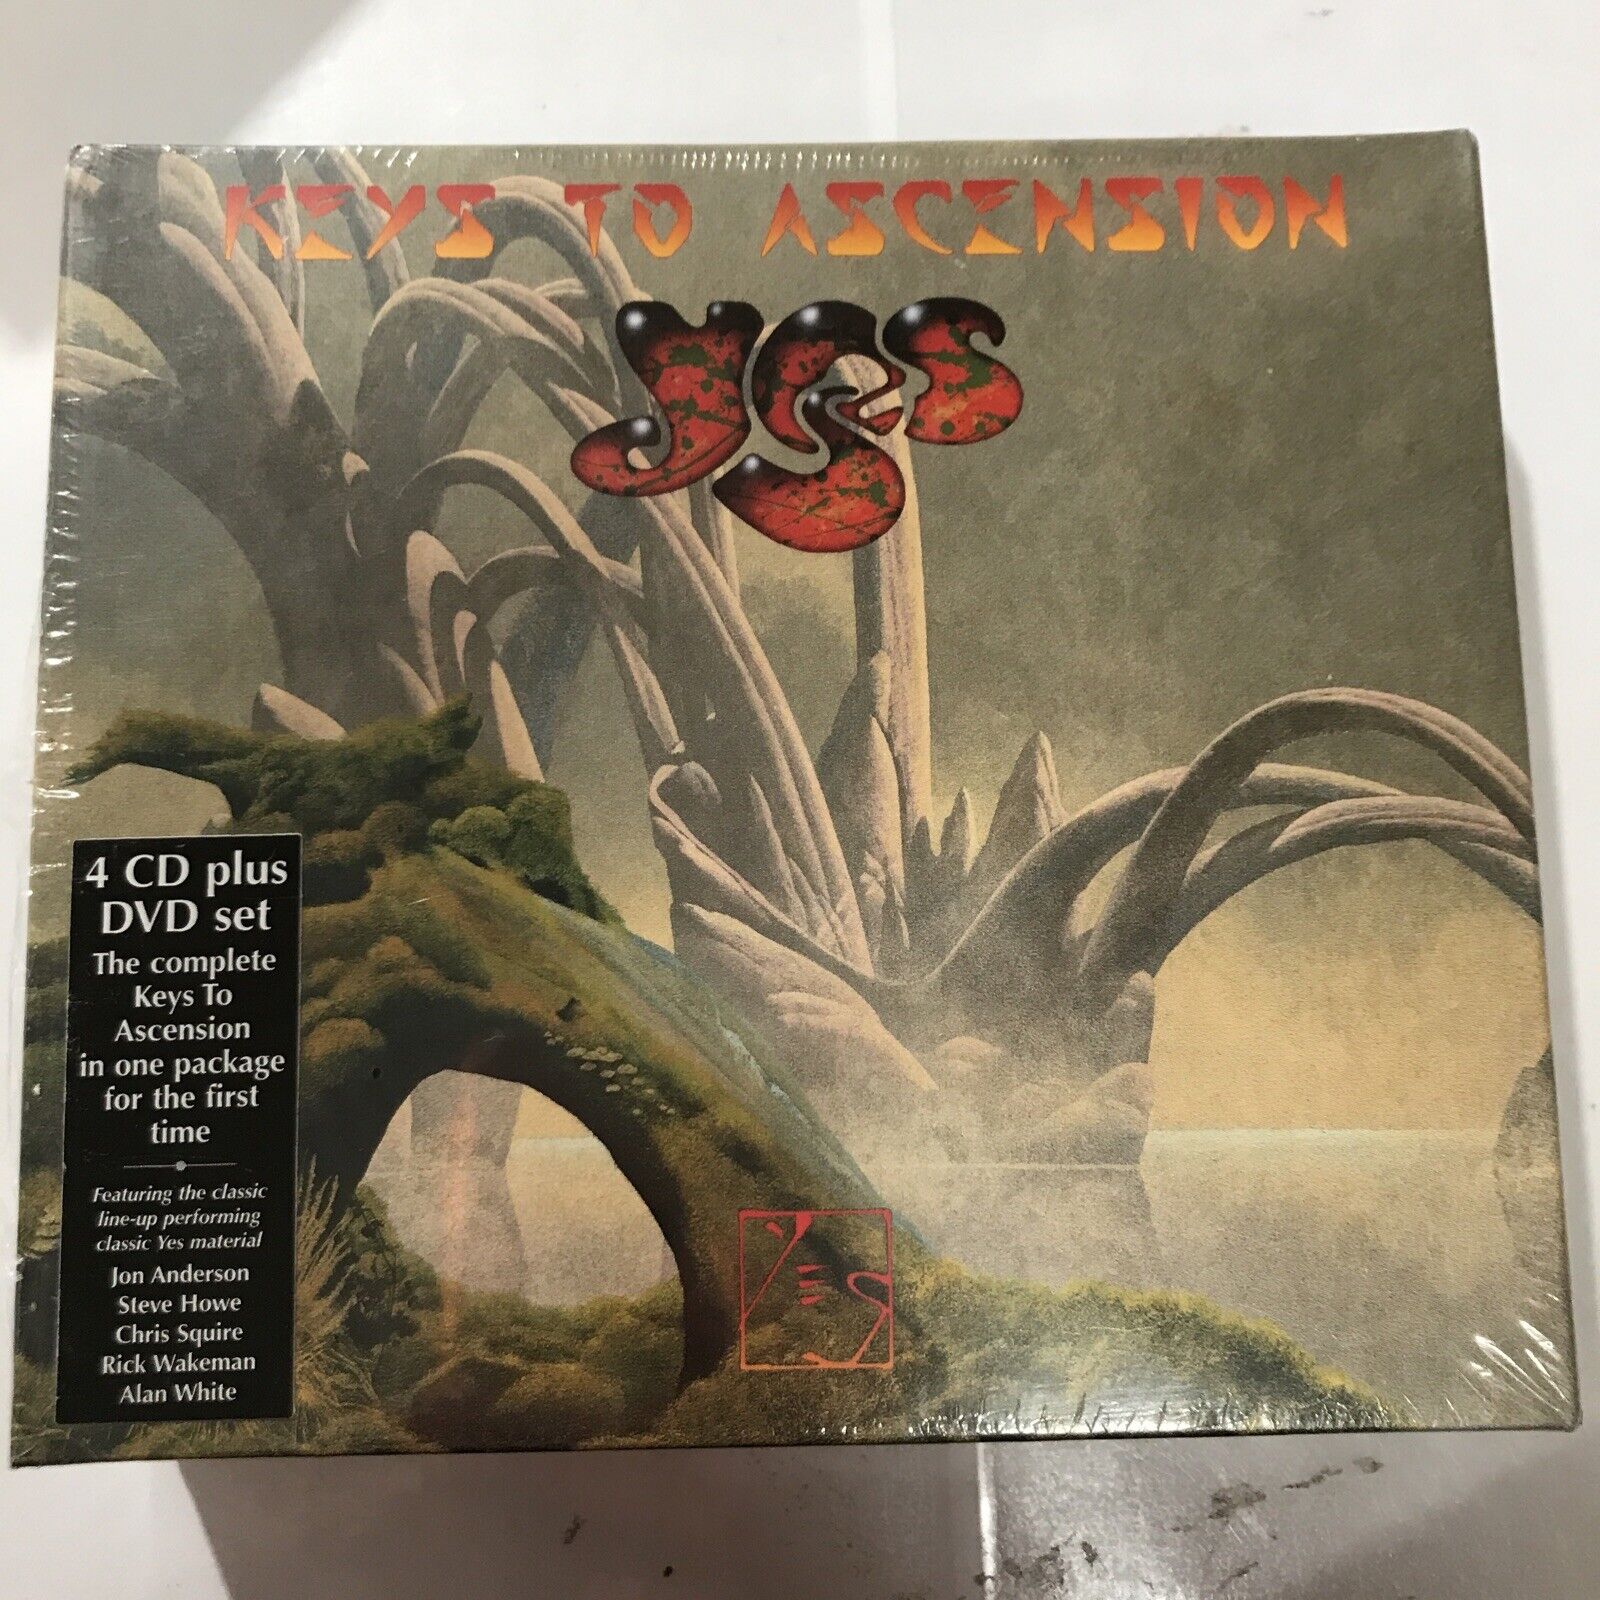 KEYS TO ASCENSION
YES
4 CD plus
DVD set
The complete
Keys To
Ascension
in one package
for the first
time
Featuring the classic
line-up performing
classic Yes material
Jon Anderson
Steve Howe
Chris Squire
Rick Wakeman
Alan White
YES